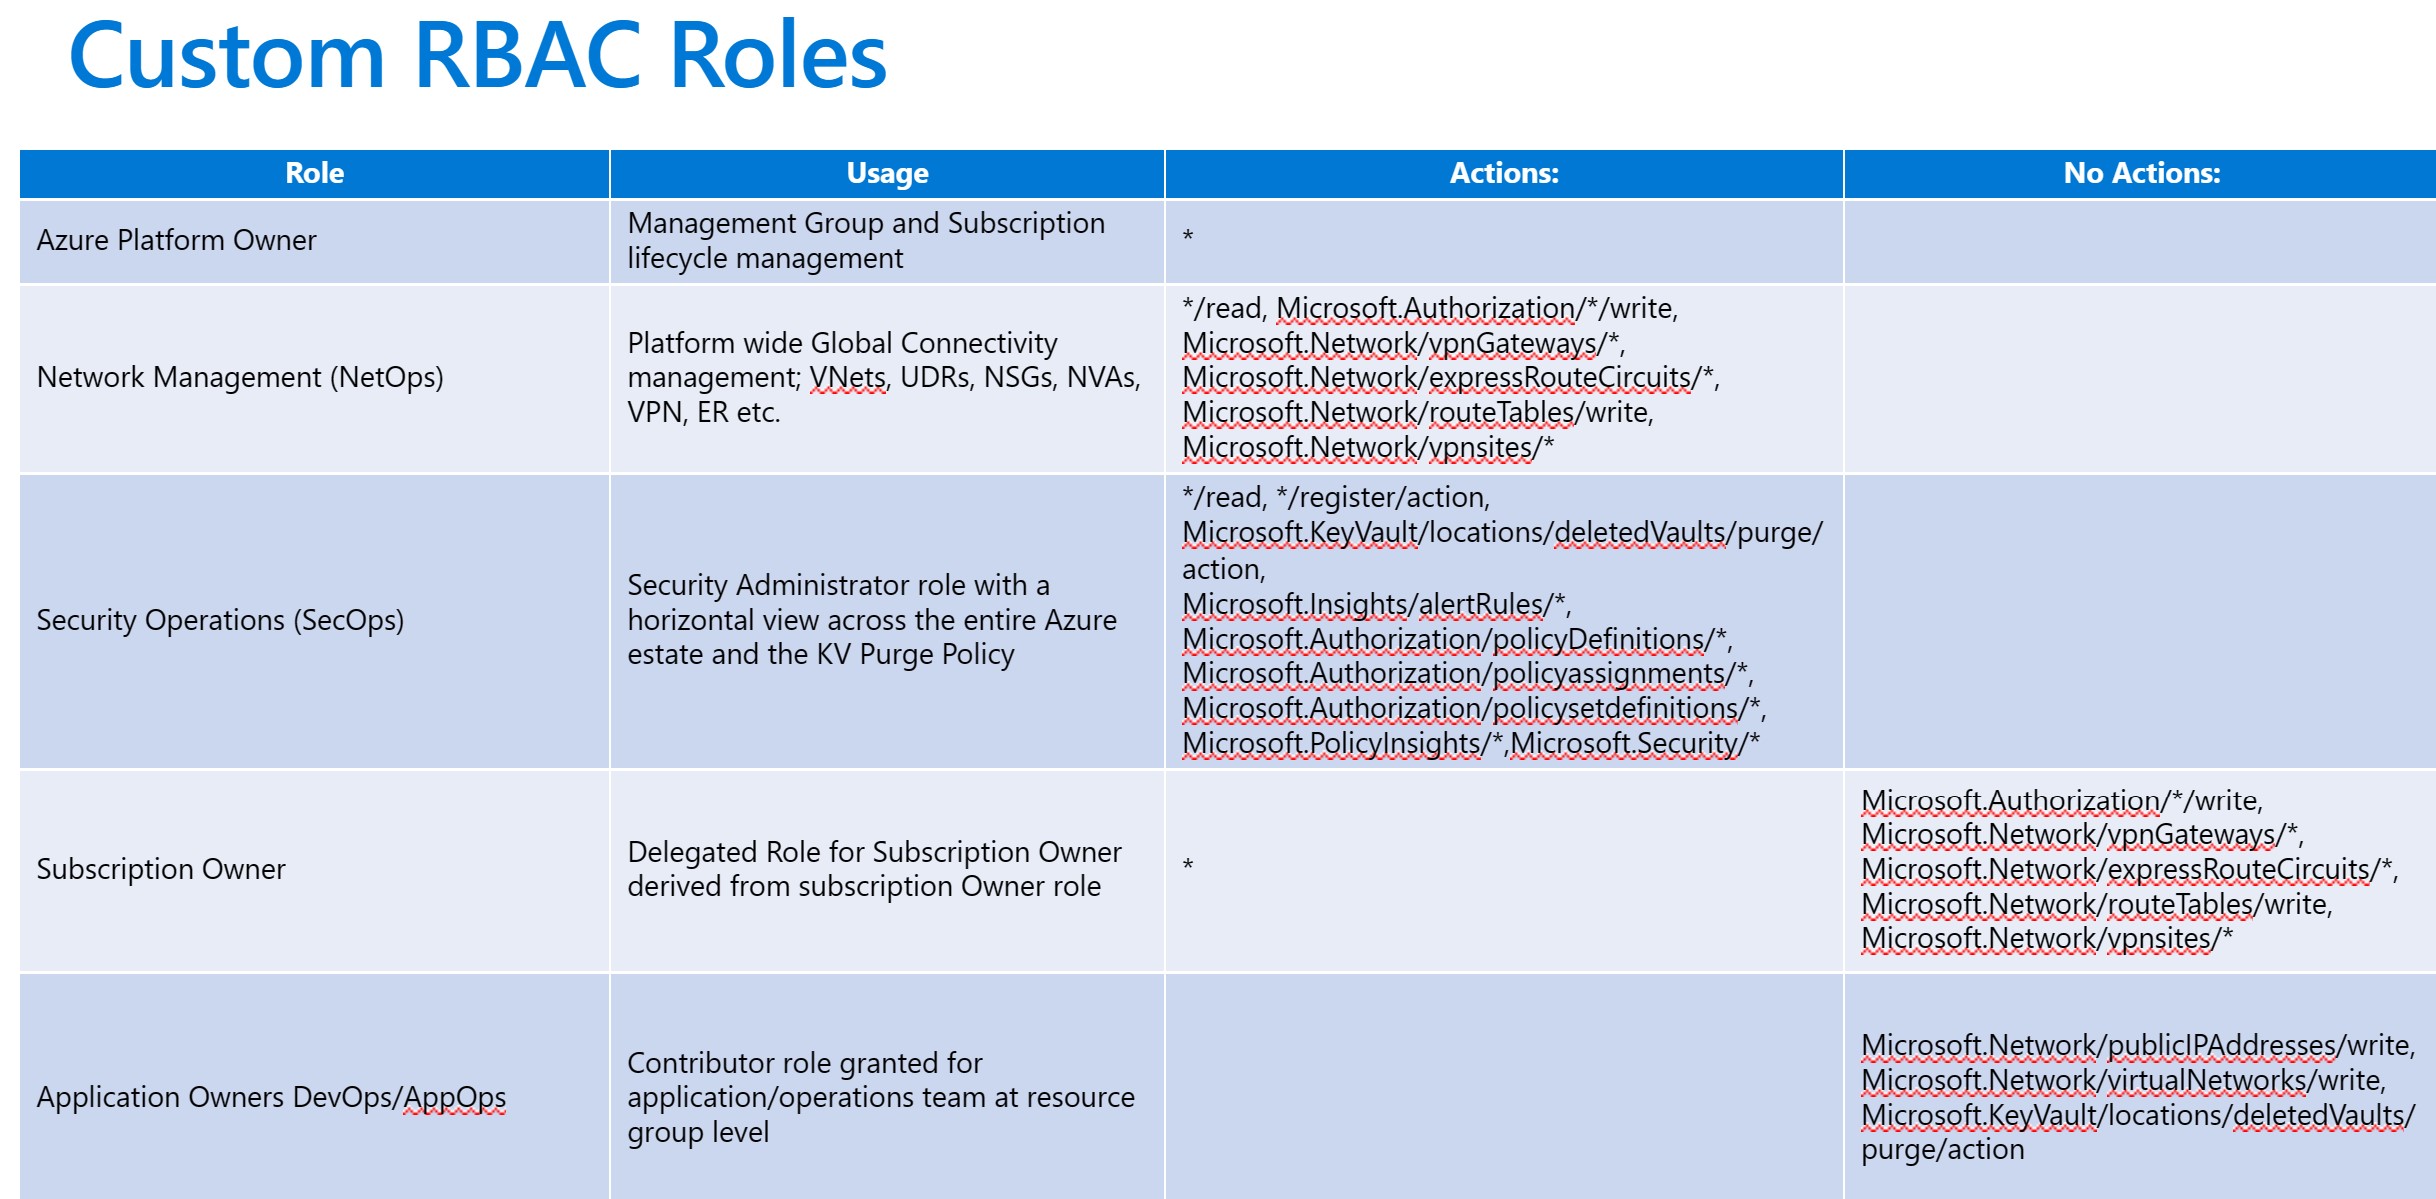 Custom RBAC Roles
Role
Usage
Actions:
No Actions:
Azure Platform Owner
Management Group and Subscription
lifecycle management
*
Network Management (NetOps)
Platform wide Global Connectivity
management; VNets, UDRs, NSGs, NVAs,
VPN, ER etc.
*/read, Microsoft.Authorization/*/write,
Microsoft.Network/vpnGateways/*,
Microsoft.Network/expressRouteCircuits/*,
Microsoft.Network/routeTables/write,
Microsoft.Network/vpnsites/*
Security Operations (SecOps)
Security Administrator role with a
horizontal view across the entire Azure
estate and the KV Purge Policy
*/read, */register/action,
Microsoft.KeyVault/locations/deletedVaults/purge/
action,
Microsoft.Insights/alertRules/*,
Microsoft.Authorization/policyDefinitions/*,
Microsoft.Authorization/policyassignments/*,
Microsoft.Authorization/policysetdefinitions/*,
Microsoft.PolicyInsights/*,Microsoft.Security/*
Subscription Owner
Delegated Role for Subscription Owner
derived from subscription Owner role
*
Microsoft.Authorization/*/write,
Microsoft.Network/vpnGateways/*,
Microsoft.Network/expressRouteCircuits/*,
Microsoft.Network/routeTables/write,
Microsoft.Network/vpnsites/*
Application Owners DevOps/AppOps
Contributor role granted for
application/operations team at resource
group level
Microsoft.Network/publicIPAddresses/write,
Microsoft.Network/virtualNetworks/write,
Microsoft.KeyVault/locations/deletedVaults/
purge/action